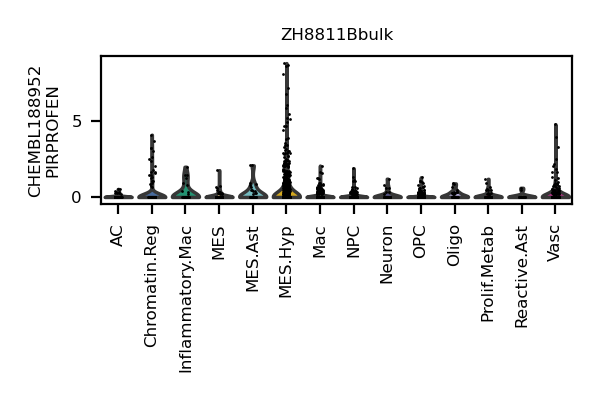 ZH8811Bbulk
CHEMBL188952
PIRPROFEN
5
0
AC
Chromatin.Reg
Inflammatory.Mac
MES
MES.Ast
MES.Hyp
Mac
NPC
Neuron
OPC
Oligo
Prolif.Metab
Reactive.Ast
Vasc